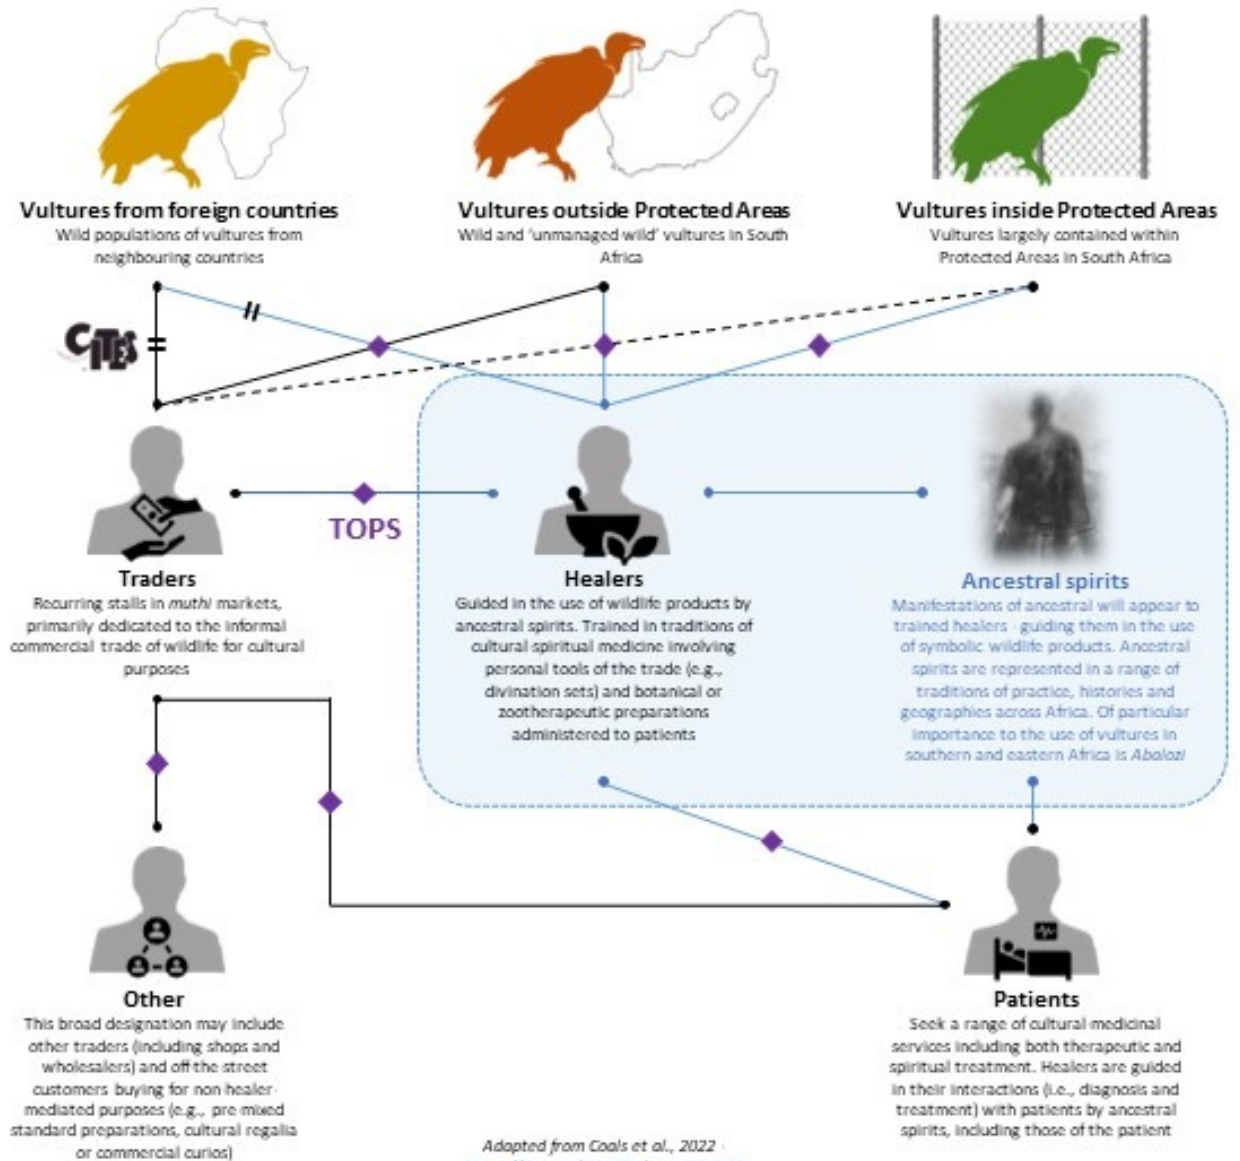 Vultures from foreign countries
Wild populations of vultures from
neighbouring countries
Vultures outside Protected Areas
Wild and 'unmanaged wild' vultures in South
Africa
Vultures inside Protected Areas
Vultures largely contained within
Protected Areas in South Africa
CITES
TOPS
Traders
Recurring stalls in muthi markets,
primarily dedicated to the informal
commercial trade of wildlife for cultural
purposes
Healers
Guided in the use of wildlife products by
ancestral spirits. Trained in traditions of
cultural-spiritual medicine involving
personal tools of the trade (e.g.,
divination sets) and botanical or
zootherapeutic preparations
administered to patients
Ancestral spirits
Manifestations of ancestral will appear to
trained healers - guiding them in the use
of symbolic wildlife products. Ancestral
spirits are represented in a range of
traditions of practice, histories and
geographies across Africa. Of particular
importance to the use of vultures in
southern and eastern Africa is Abalozi
Other
This broad designation may include
other traders (including shops and
wholesalers) and off-the-street
customers buying for non-healer-
mediated purposes (e.g., pre-mixed
standard preparations, cultural regalia
or commercial curios)
Patients
Seek a range of cultural-medicinal
services including both therapeutic and
spiritual treatment. Healers are guided
in their interactions (i.e., diagnosis and
treatment) with patients by ancestral
spirits, including those of the patient
Adapted from Coals et al., 2022 -